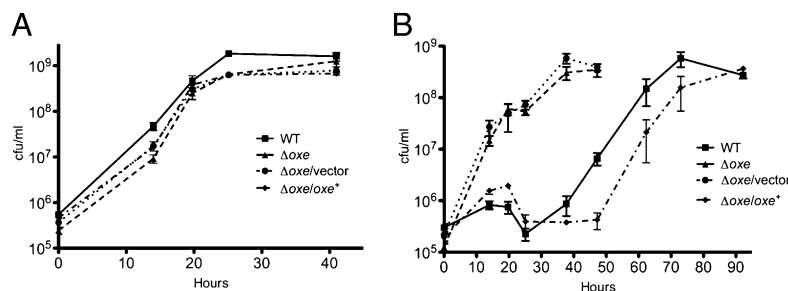 A
cfu/ml
10⁹
10⁸
10⁷
10⁶
10⁵
0 10 20 30 40
Hours
WT
Δoxe
Δoxe/vector
Δoxe/oxe⁺
B
cfu/ml
10⁹
10⁸
10⁷
10⁶
10⁵
0 10 20 30 40 50 60 70 80 90
Hours
WT
Δoxe
Δoxe/vector
Δoxe/oxe⁺